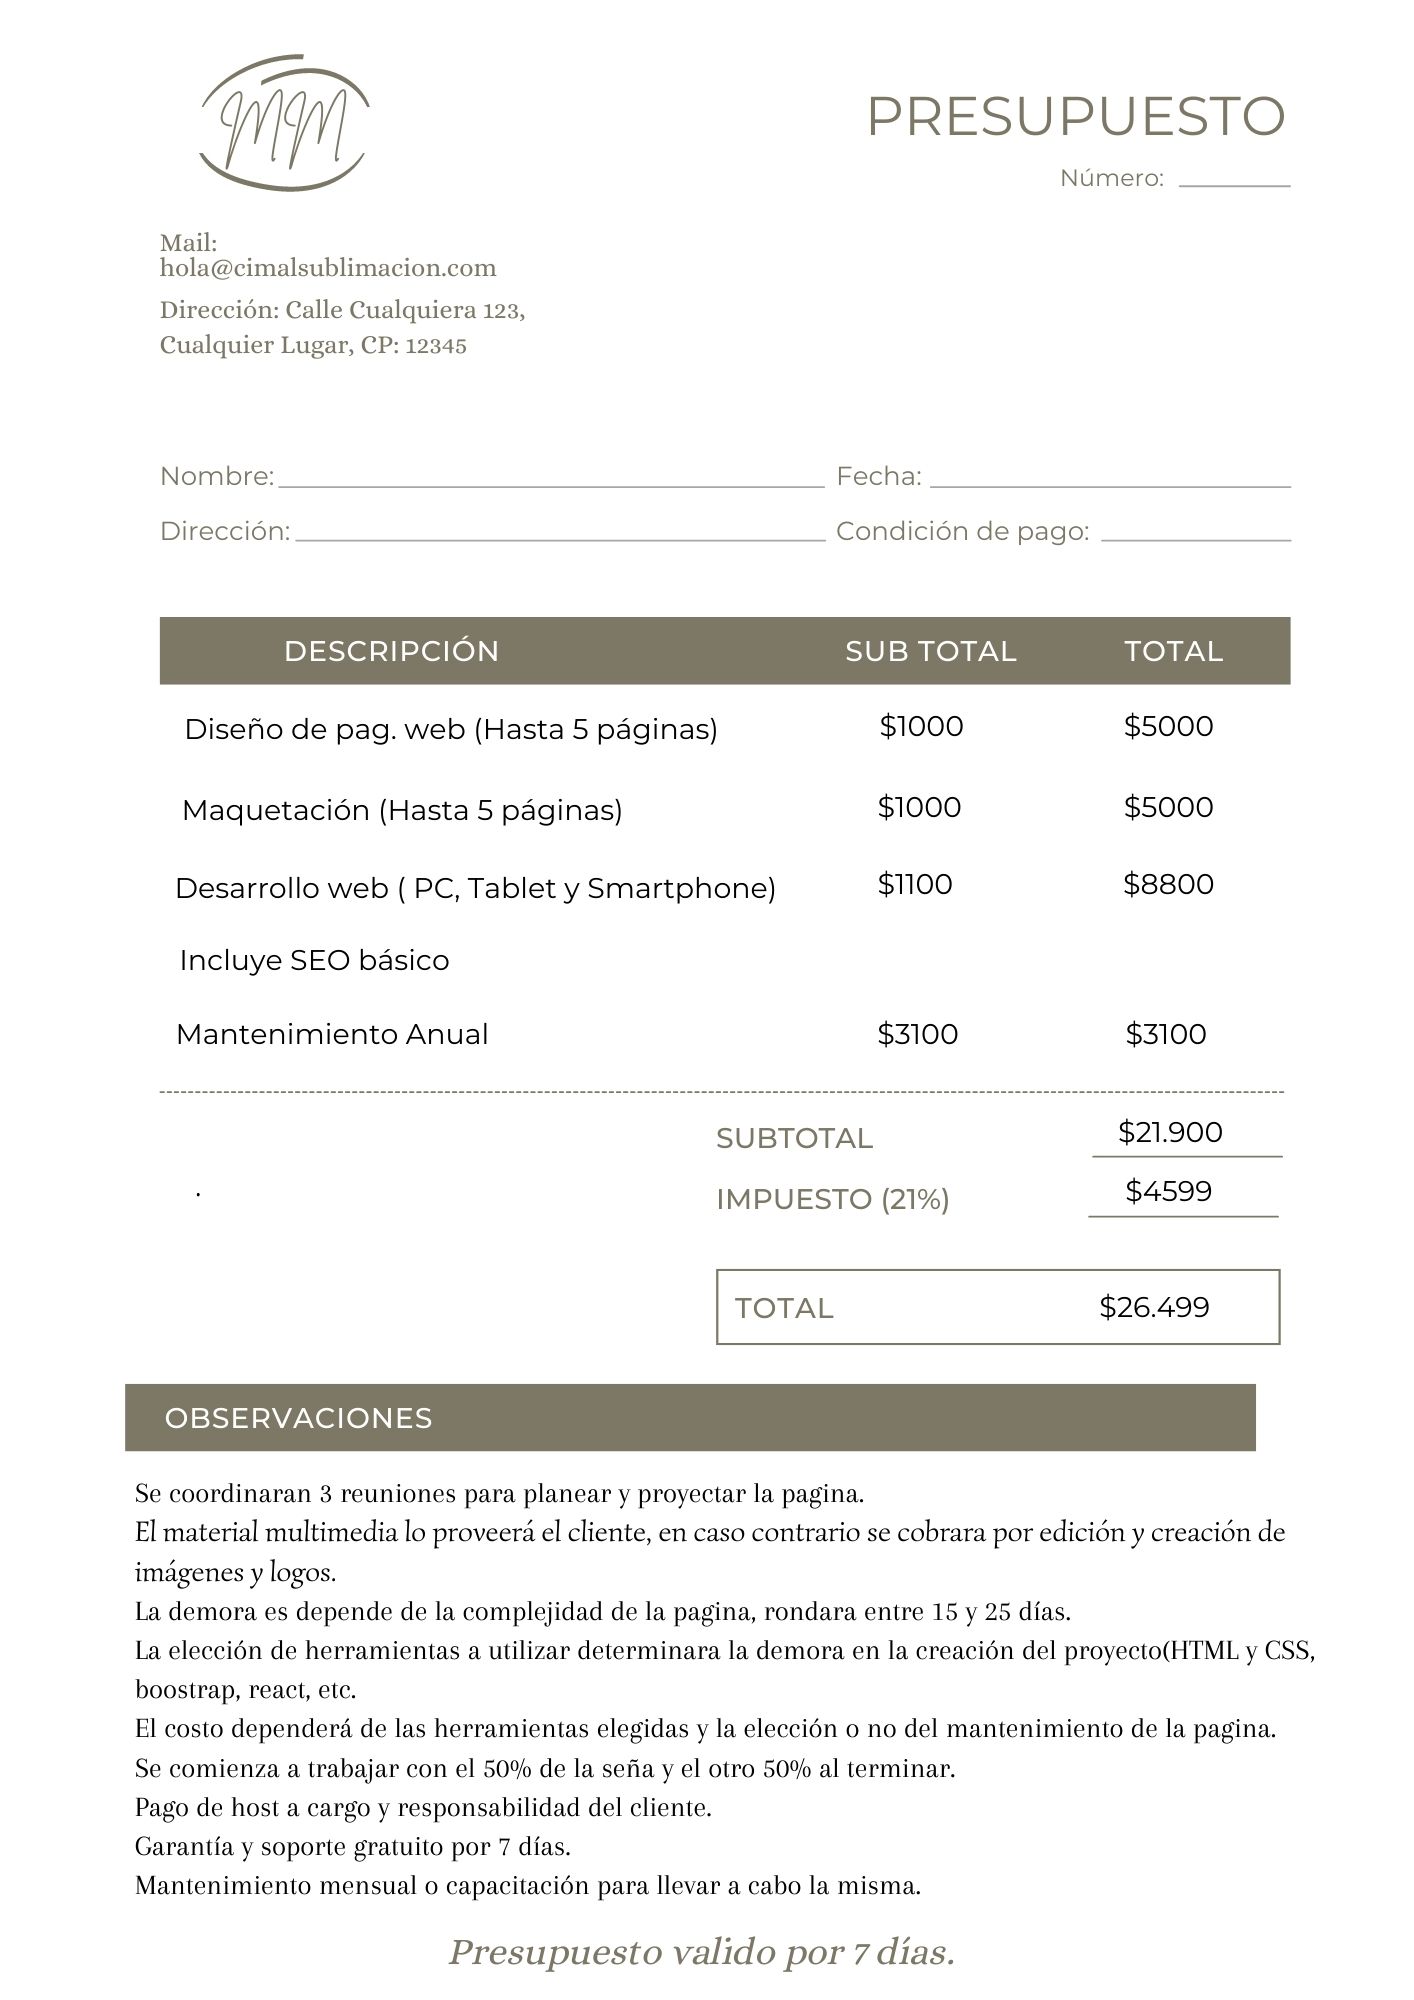 MM
PRESUPUESTO
Número:
Mail:
hola@cimalsublimacion.com
Dirección: Calle Cualquiera 123,
Cualquier Lugar, CP: 12345
Nombre: Fecha:
Dirección: Condición de pago:
DESCRIPCIÓN SUB TOTAL TOTAL
Diseño de pag. web (Hasta 5 páginas) $1000 $5000
Maquetación (Hasta 5 páginas) $1000 $5000
Desarrollo web ( PC, Tablet y Smartphone) $1100 $8800
Incluye SEO básico
Mantenimiento Anual $3100 $3100
SUBTOTAL $21.900
.
IMPUESTO (21%) $4599
TOTAL $26.499
OBSERVACIONES
Se coordinaran 3 reuniones para planear y proyectar la pagina.
El material multimedia lo proveerá el cliente, en caso contrario se cobrara por edición y creación de
imágenes y logos.
La demora es depende de la complejidad de la pagina, rondara entre 15 y 25 días.
La elección de herramientas a utilizar determinara la demora en la creación del proyecto(HTML y CSS,
boostrap, react, etc.
El costo dependerá de las herramientas elegidas y la elección o no del mantenimiento de la pagina.
Se comienza a trabajar con el 50% de la seña y el otro 50% al terminar.
Pago de host a cargo y responsabilidad del cliente.
Garantía y soporte gratuito por 7 días.
Mantenimiento mensual o capacitación para llevar a cabo la misma.
Presupuesto valido por 7 días.